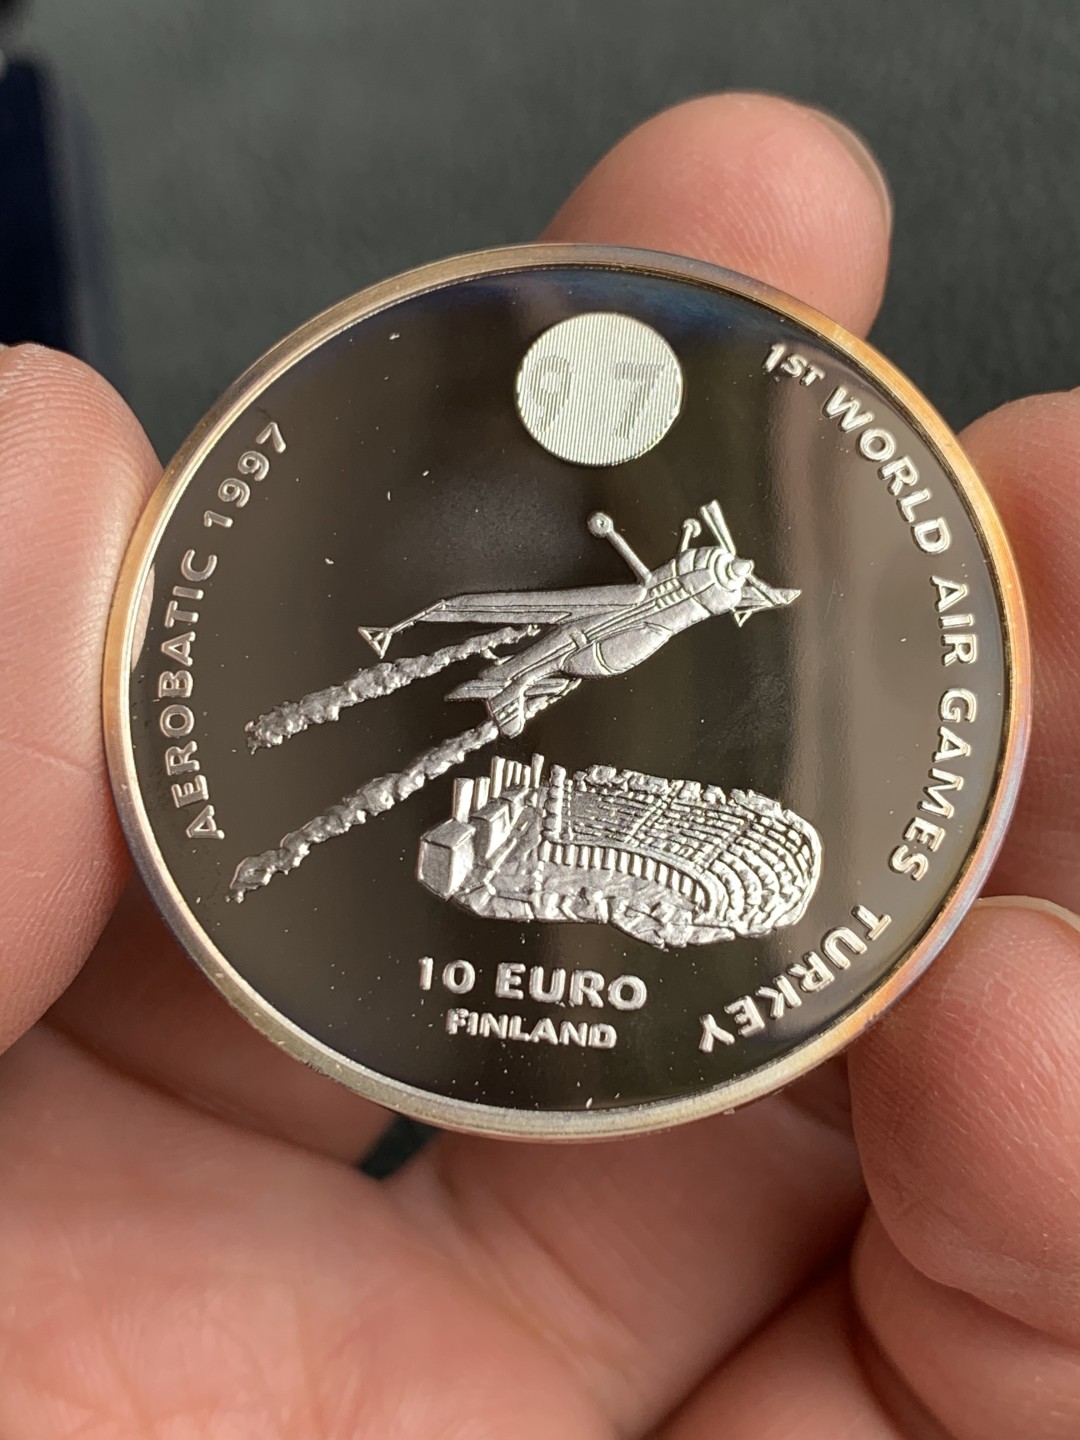 97
1ST WORLD AIR GAMES TURKEY
AEROBATIC 1997
10 EURO
FINLAND